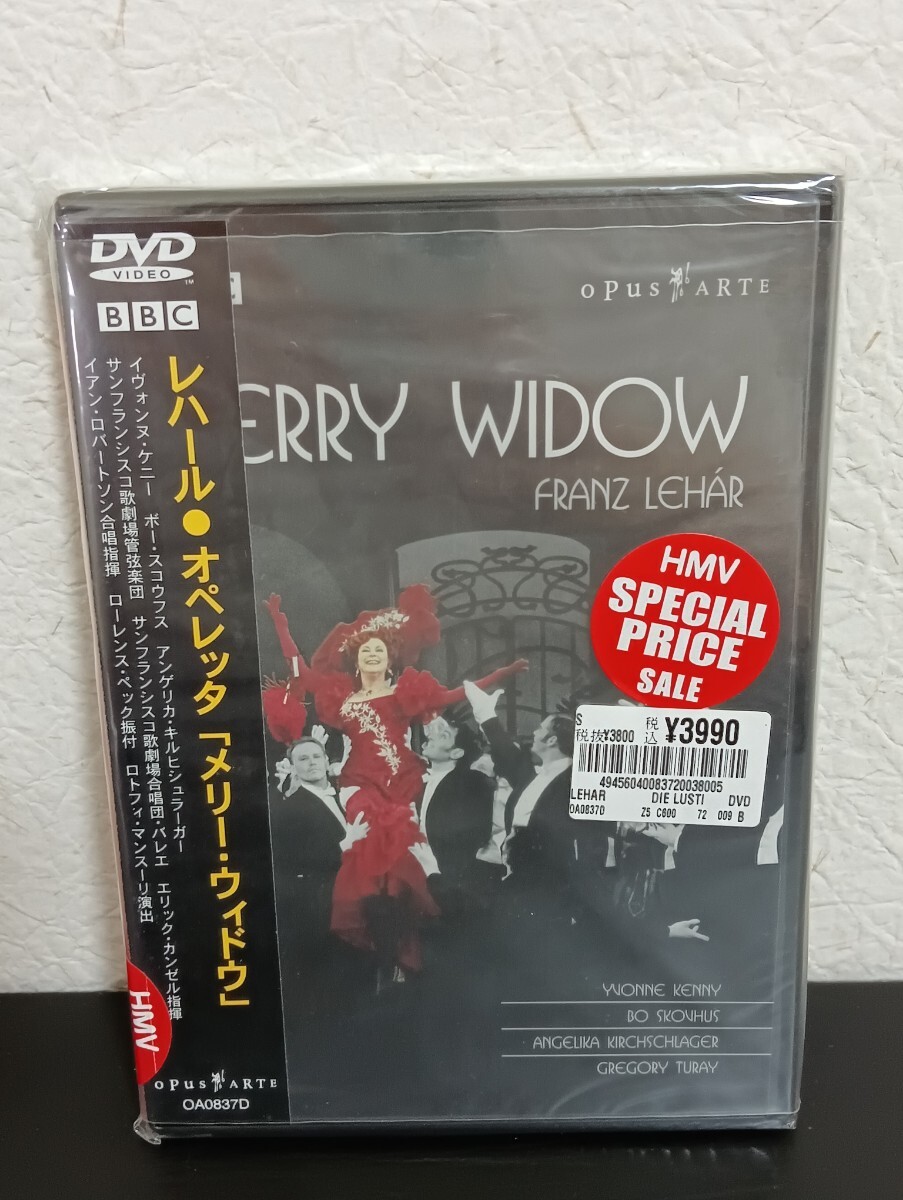 DVD
VIDEO
BBC
レハール●オペレッタ「メリー・ウィドウ」
イヴォンヌ・ケニー ボー・スコウフス アンゲリカ・キルヒシュラーガー
サンフランシスコ歌劇場管弦楽団 サンフランシスコ歌劇場合唱団・バレエ エリック・カンゼル指揮
イアン・ロバートソン合唱指揮 ローレンス・ペック振付 ロトフィ・マンスーリ演出
HMV
OPUS ARTE
OA0837D
OPUS ARTE
ERRY WIDOW
FRANZ LEHÁR
HMV
SPECIAL
PRICE
SALE
S 税込 ¥3990
税抜¥3800
49456040083720038005
LEHAR DIE LUSTI DVD
OA0837D Z5 C600 72 009 B
YVONNE KENNY
BO SKOVHUS
ANGELIKA KIRCHSCHLAGER
GREGORY TURAY